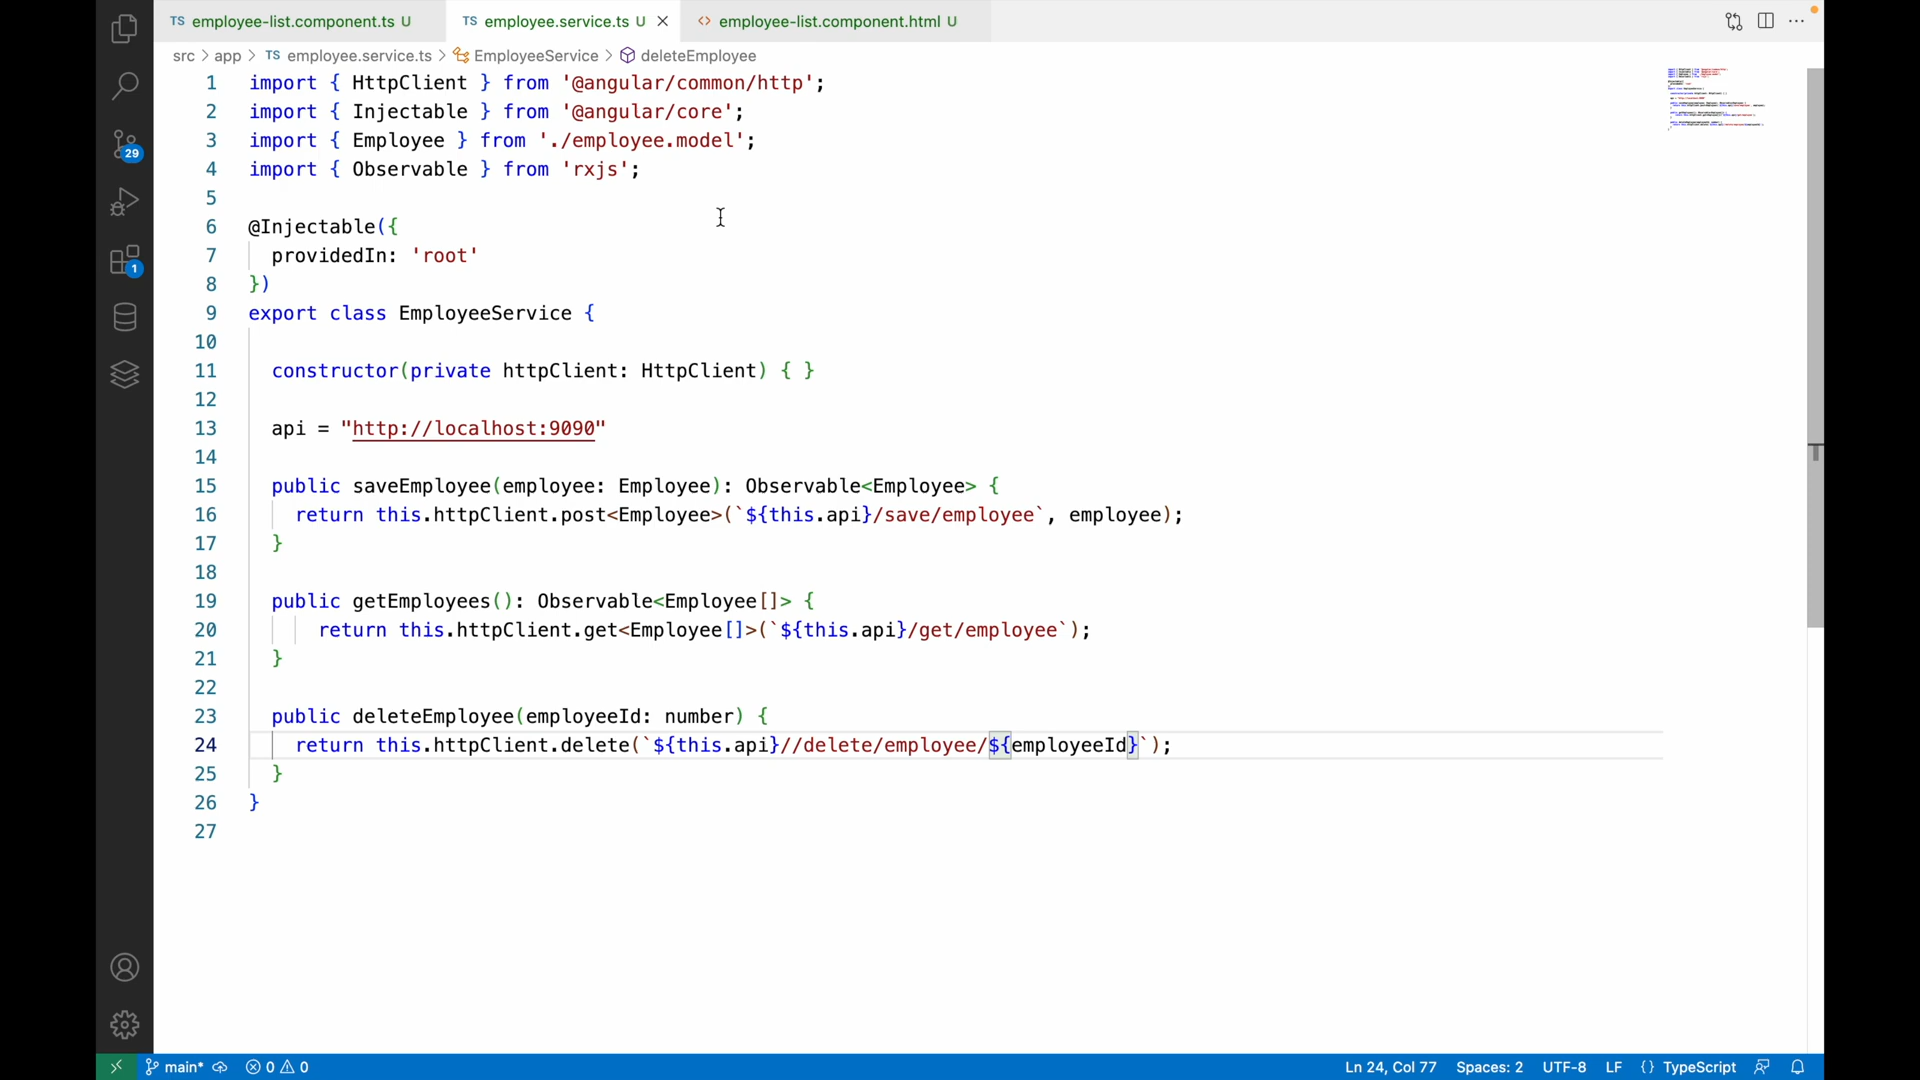 TS employee-list.component.ts U
TS employee.service.ts U
<> employee-list.component.html U
src > app > TS employee.service.ts > EmployeeService > deleteEmployee
1 import { HttpClient } from '@angular/common/http';
2 import { Injectable } from '@angular/core';
3 import { Employee } from './employee.model';
4 import { Observable } from 'rxjs';
5
6 @Injectable({
7 providedIn: 'root'
8 })
9 export class EmployeeService {
10
11 constructor(private httpClient: HttpClient) { }
12
13 api = "http://localhost:9090"
14
15 public saveEmployee(employee: Employee): Observable<Employee> {
16 return this.httpClient.post<Employee>(`${this.api}/save/employee`, employee);
17 }
18
19 public getEmployees(): Observable<Employee[]> {
20 return this.httpClient.get<Employee[]>(`${this.api}/get/employee`);
21 }
22
23 public deleteEmployee(employeeId: number) {
24 return this.httpClient.delete(`${this.api}//delete/employee/${employeeId}`);
25 }
26 }
27
29
1
main* 0 0 Ln 24, Col 77 Spaces: 2 UTF-8 LF {} TypeScript